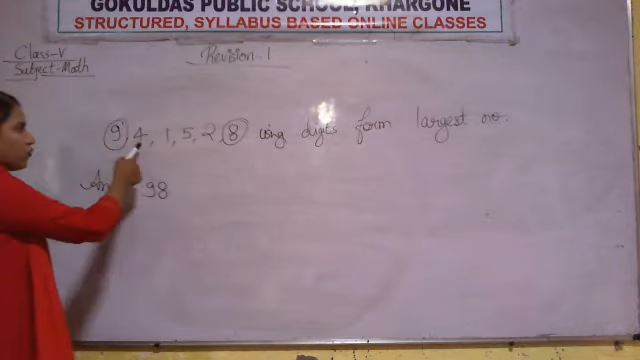 GOKULDAS PUBLIC SCHOOL, KHARGONE
STRUCTURED, SYLLABUS BASED ONLINE CLASSES
Class-V
Subject-Math
Revision-1
9, 4, 1, 5, 2, 8 using digits form largest no.
98